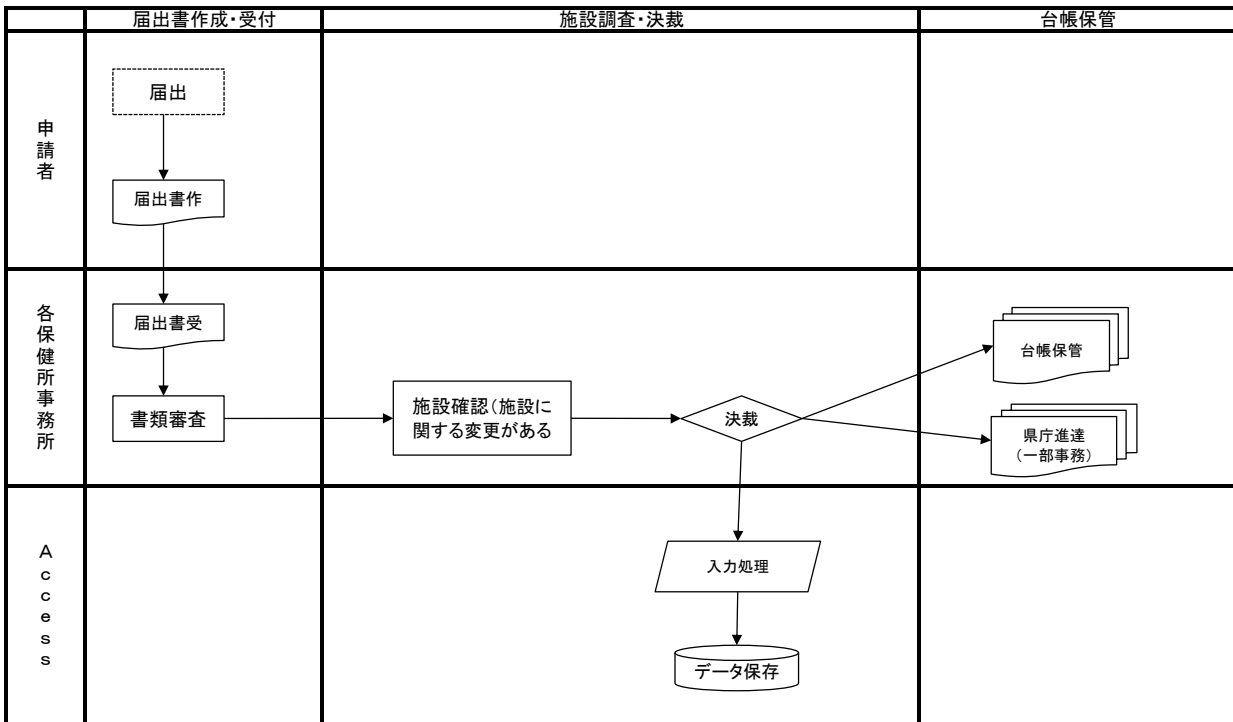 届出書作成・受付
施設調査・決裁
台帳保管
申請者
届出
届出書作
各保健所事務所
届出書受
書類審査
施設確認（施設に
関する変更がある
決裁
台帳保管
県庁進達
（一部事務）
Ａｃｃｅｓｓ
入力処理
データ保存